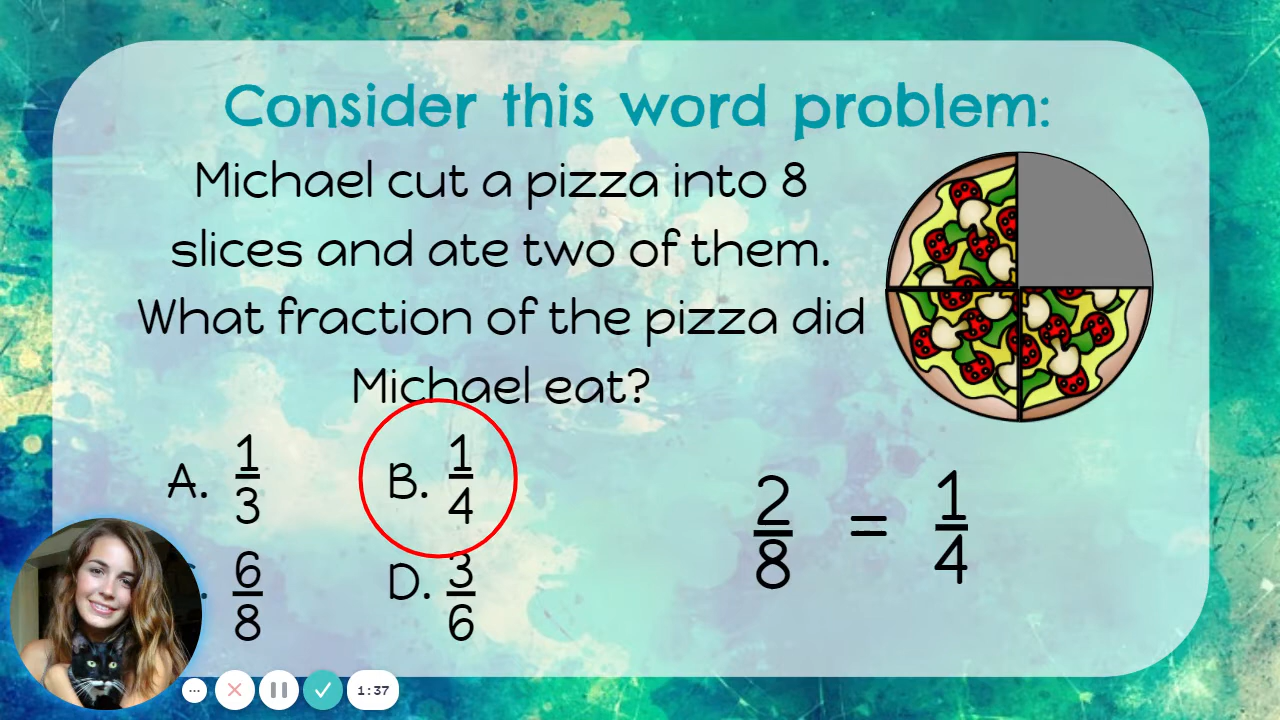 Consider this word problem:
Michael cut a pizza into 8
slices and ate two of them.
What fraction of the pizza did
Michael eat?
A. 1/3
B. 1/4
6/8
D. 3/6
2/8 = 1/4
1:37